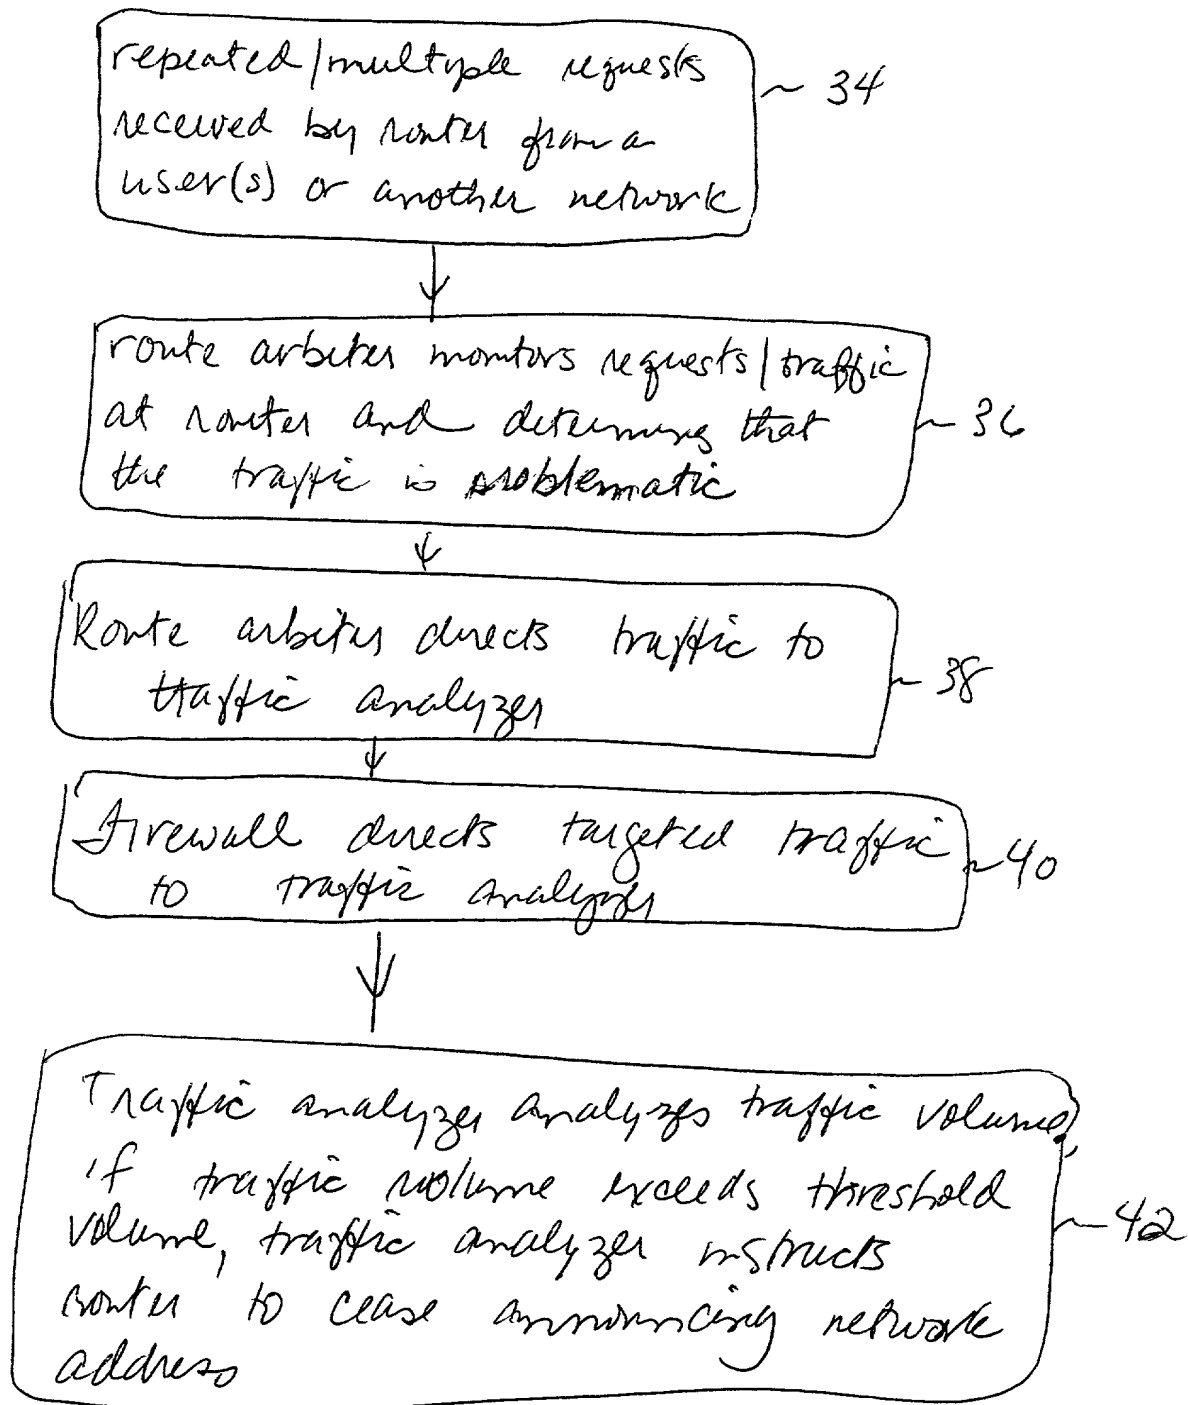 repeated/multiple requests ~ 34
received by router from a
user(s) or another network
route arbiter monitors requests/traffic
at router and determines that ~ 36
the traffic is problematic
Route arbiter directs traffic to
traffic analyzer ~ 38
Firewall directs targeted traffic
to traffic analyzer ~ 40
Traffic analyzer analyzes traffic volume,
if traffic volume exceeds threshold
volume, traffic analyzer instructs ~ 42
router to cease announcing network
address